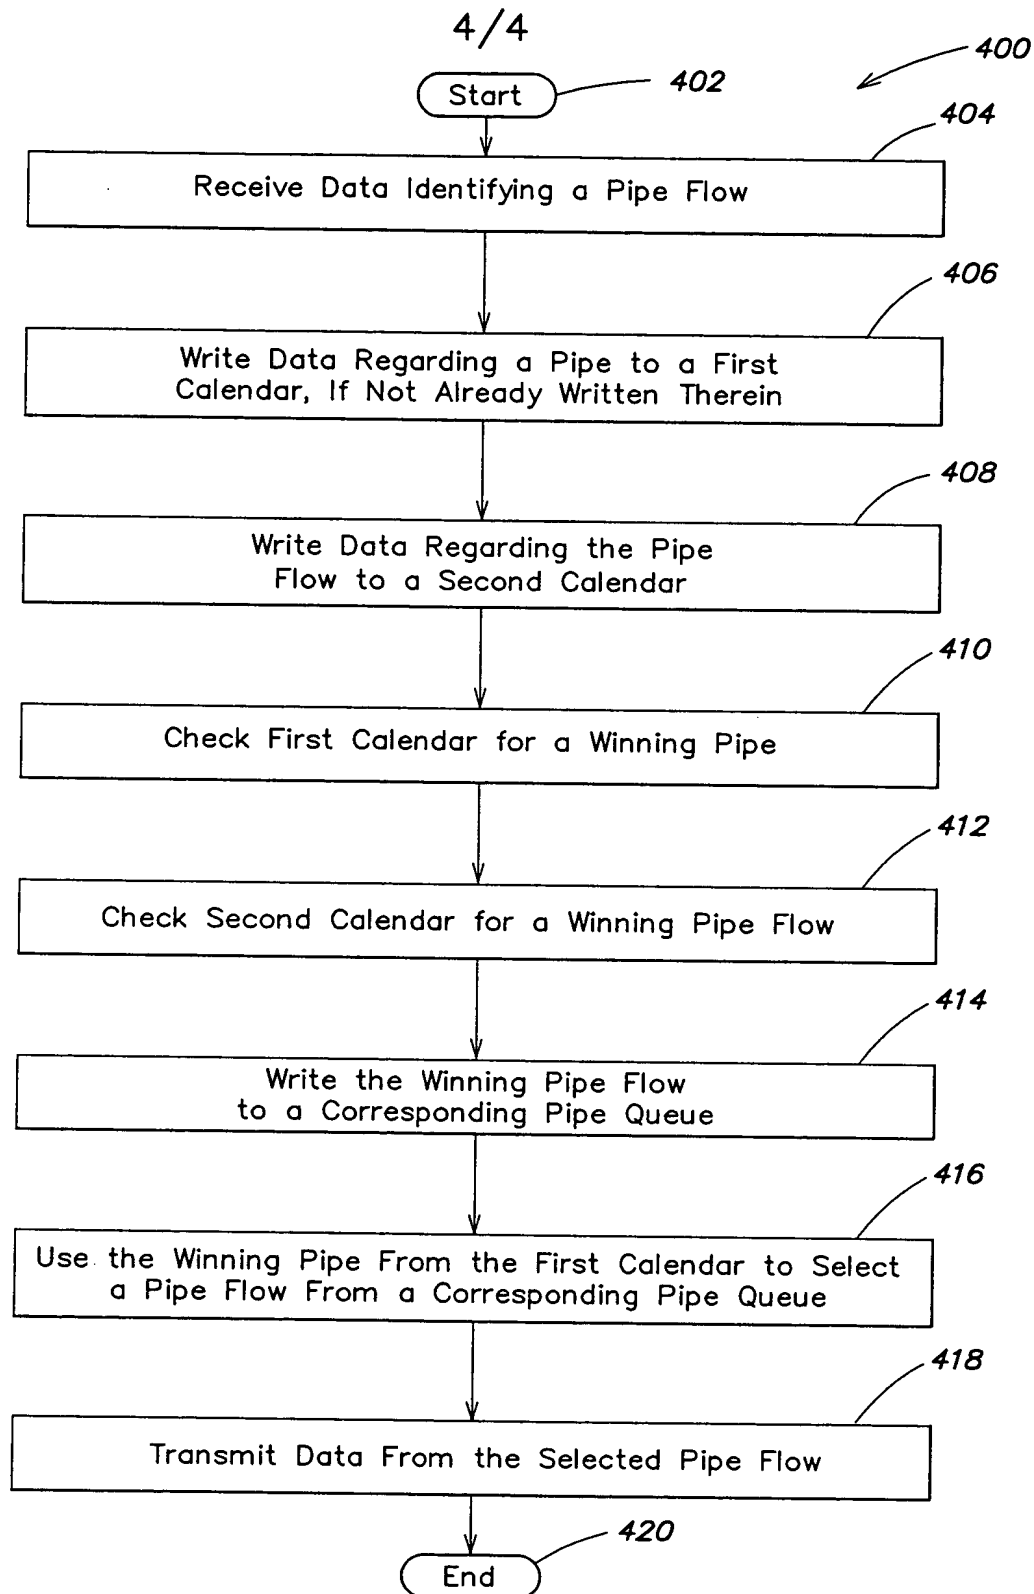 4/4
400
Start
402
404
Receive Data Identifying a Pipe Flow
406
Write Data Regarding a Pipe to a First
Calendar, If Not Already Written Therein
408
Write Data Regarding the Pipe
Flow to a Second Calendar
410
Check First Calendar for a Winning Pipe
412
Check Second Calendar for a Winning Pipe Flow
414
Write the Winning Pipe Flow
to a Corresponding Pipe Queue
416
Use the Winning Pipe From the First Calendar to Select
a Pipe Flow From a Corresponding Pipe Queue
418
Transmit Data From the Selected Pipe Flow
420
End